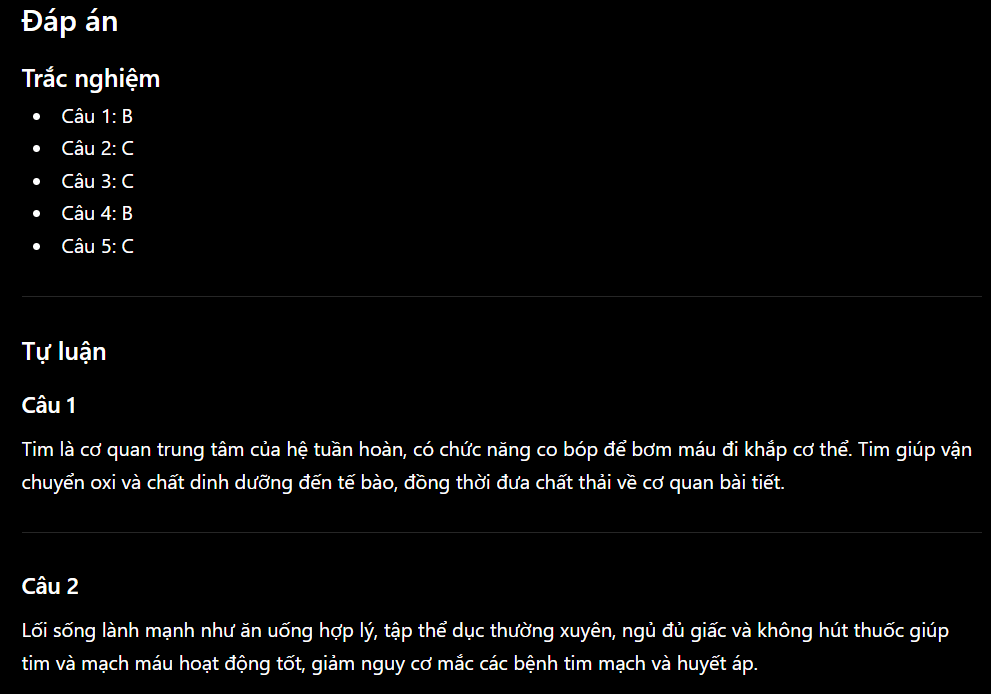 Đáp án
Trắc nghiệm
• Câu 1: B
• Câu 2: C
• Câu 3: C
• Câu 4: B
• Câu 5: C
Tự luận
Câu 1
Tim là cơ quan trung tâm của hệ tuần hoàn, có chức năng co bóp để bơm máu đi khắp cơ thể. Tim giúp vận
chuyển oxi và chất dinh dưỡng đến tế bào, đồng thời đưa chất thải về cơ quan bài tiết.
Câu 2
Lối sống lành mạnh như ăn uống hợp lý, tập thể dục thường xuyên, ngủ đủ giấc và không hút thuốc giúp
tim và mạch máu hoạt động tốt, giảm nguy cơ mắc các bệnh tim mạch và huyết áp.